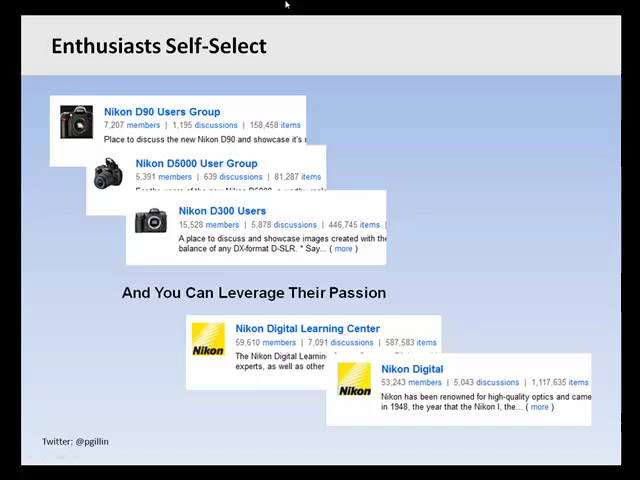 Enthusiasts Self-Select
Nikon D90 Users Group
7,207 members | 1,195 discussions | 158,458 items
Place to discuss the new Nikon D90 and showcase it's
Nikon D5000 User Group
5,391 members | 639 discussions | 81,287 items
Nikon D300 Users
15,528 members | 5,878 discussions | 446,745 items |
A place to discuss and showcase images created with the
balance of any DX-format D-SLR. * Say... ( more )
And You Can Leverage Their Passion
Nikon
Nikon Digital Learning Center
59,610 members | 7,091 discussions | 587,583 items
The Nikon Digital Learnin
experts, as well as other
Nikon
Nikon Digital
53,243 members | 5,043 discussions | 1,117,635 items
Nikon has been renowned for high-quality optics and came
in 1948, the year that the Nikon I, the... ( more )
Twitter: @pgillin